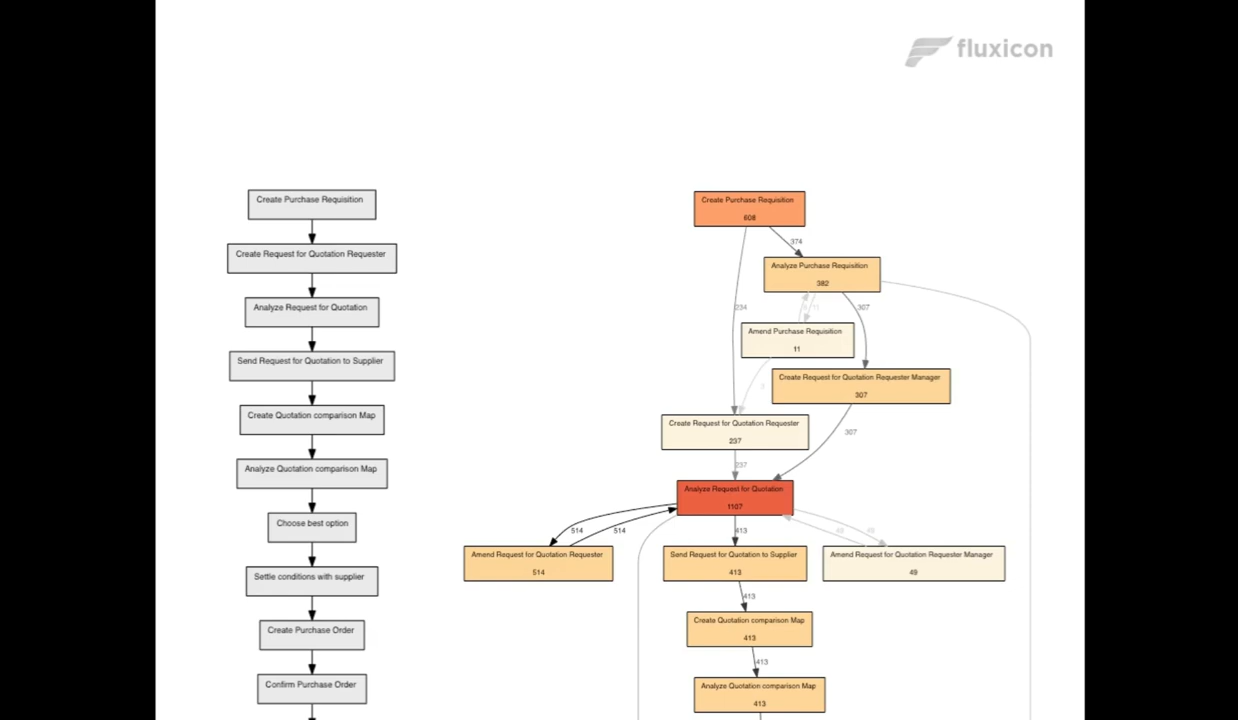 fluxicon
Create Purchase Requisition
Create Request for Quotation Requester
Analyze Request for Quotation
Send Request for Quotation to Supplier
Create Quotation comparison Map
Analyze Quotation comparison Map
Choose best option
Settle conditions with supplier
Create Purchase Order
Confirm Purchase Order
Create Purchase Requisition
608
374
Analyze Purchase Requisition
382
234
11
307
Amend Purchase Requisition
11
Create Request for Quotation Requester Manager
307
Create Request for Quotation Requester
237
307
237
Analyze Request for Quotation
1107
514
514
413
49
49
Amend Request for Quotation Requester
514
Send Request for Quotation to Supplier
413
Amend Request for Quotation Requester Manager
49
413
Create Quotation comparison Map
413
413
Analyze Quotation comparison Map
413